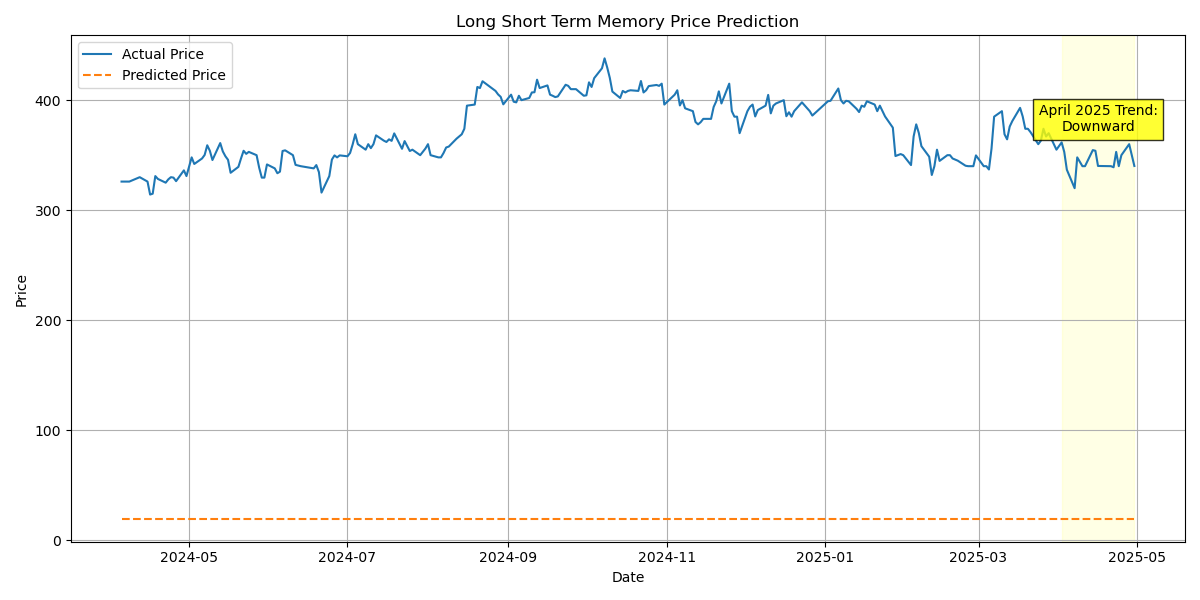 Long Short Term Memory Price Prediction
Actual Price
Predicted Price
April 2025 Trend:
Downward
Price
400
300
200
100
0
2024-05
2024-07
2024-09
2024-11
2025-01
2025-03
2025-05
Date